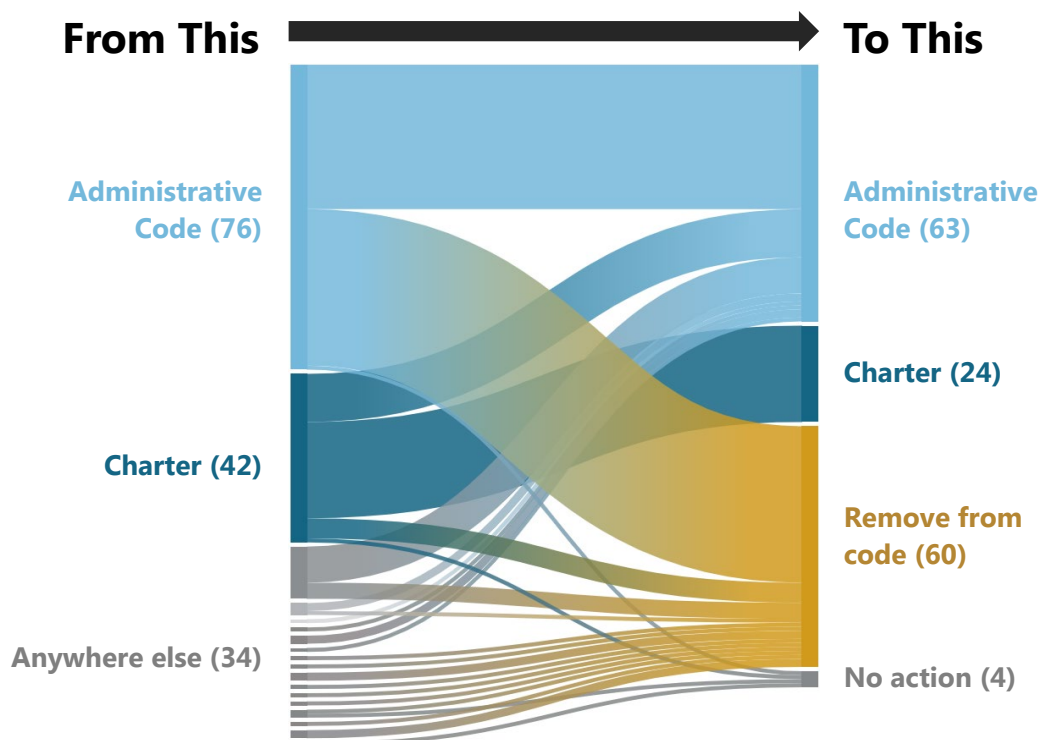 From This
To This
Administrative
Code (76)
Charter (42)
Anywhere else (34)
Administrative
Code (63)
Charter (24)
Remove from
code (60)
No action (4)